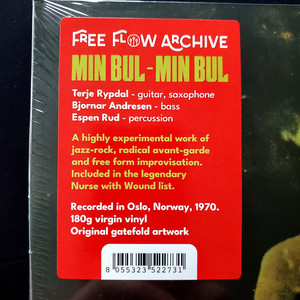 FREE FLOW ARCHIVE
MIN BUL - MIN BUL
Terje Rypdal - guitar, saxophone
Bjornar Andresen - bass
Espen Rud - percussion
A highly experimental work of
jazz-rock, radical avant-garde
and free form improvisation.
Included in the legendary
Nurse with Wound list.
Recorded in Oslo, Norway, 1970.
180g virgin vinyl
Original gatefold artwork
8 055323 522731